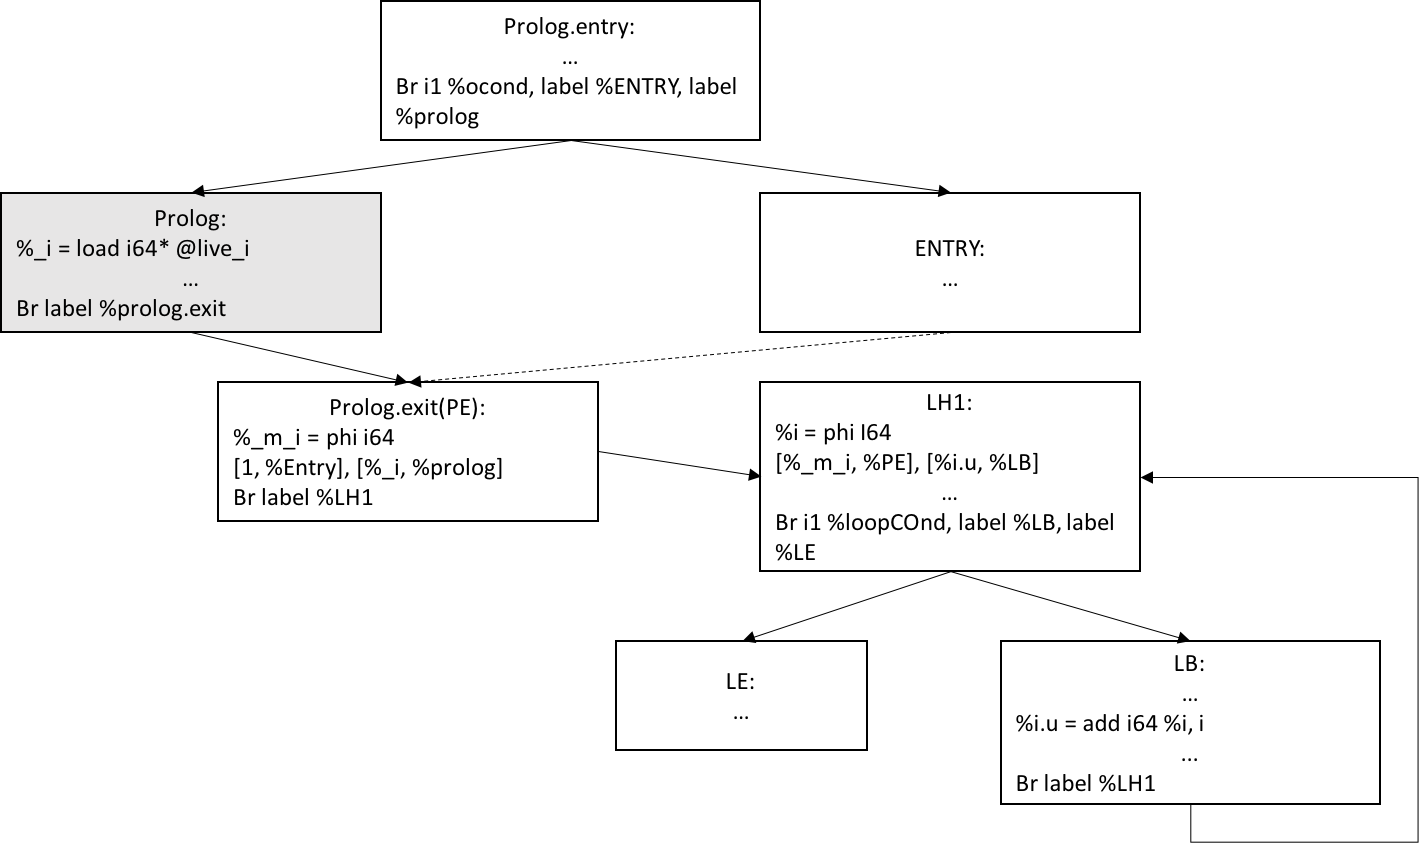 Prolog.entry:
…
Br i1 %ocond, label %ENTRY, label
%prolog
Prolog:
%_i = load i64* @live_i
…
Br label %prolog.exit
ENTRY:
…
Prolog.exit(PE):
%_m_i = phi i64
[1, %Entry], [%_i, %prolog]
Br label %LH1
LH1:
%i = phi I64
[%_m_i, %PE], [%i.u, %LB]
…
Br i1 %loopCOnd, label %LB, label
%LE
LE:
…
LB:
…
%i.u = add i64 %i, i
…
Br label %LH1